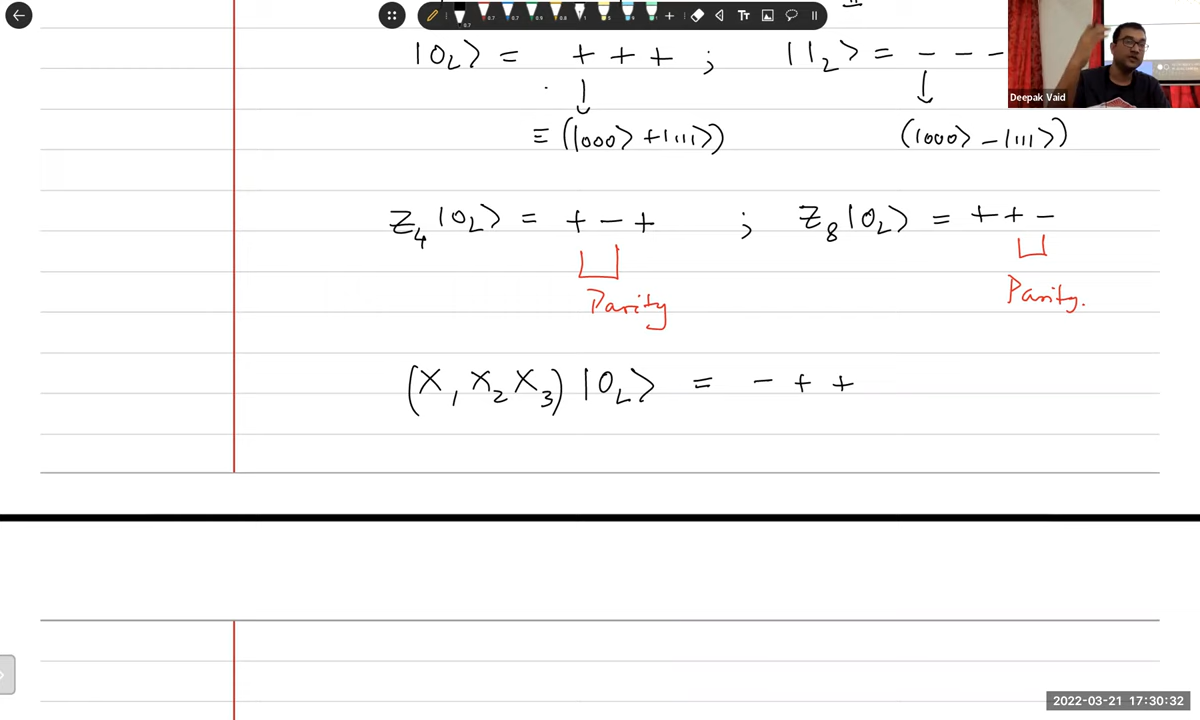 |0_L⟩ = + + + ; |1_L⟩ = - - -
≡ (|000⟩ + |111⟩) (|000⟩ - |111⟩)
Z_4 |0_L⟩ = + - + ; Z_8 |0_L⟩ = + + -
Parity Parity.
(X_1 X_2 X_3) |0_L⟩ = - + +
Deepak Vaid
2022-03-21 17:30:32